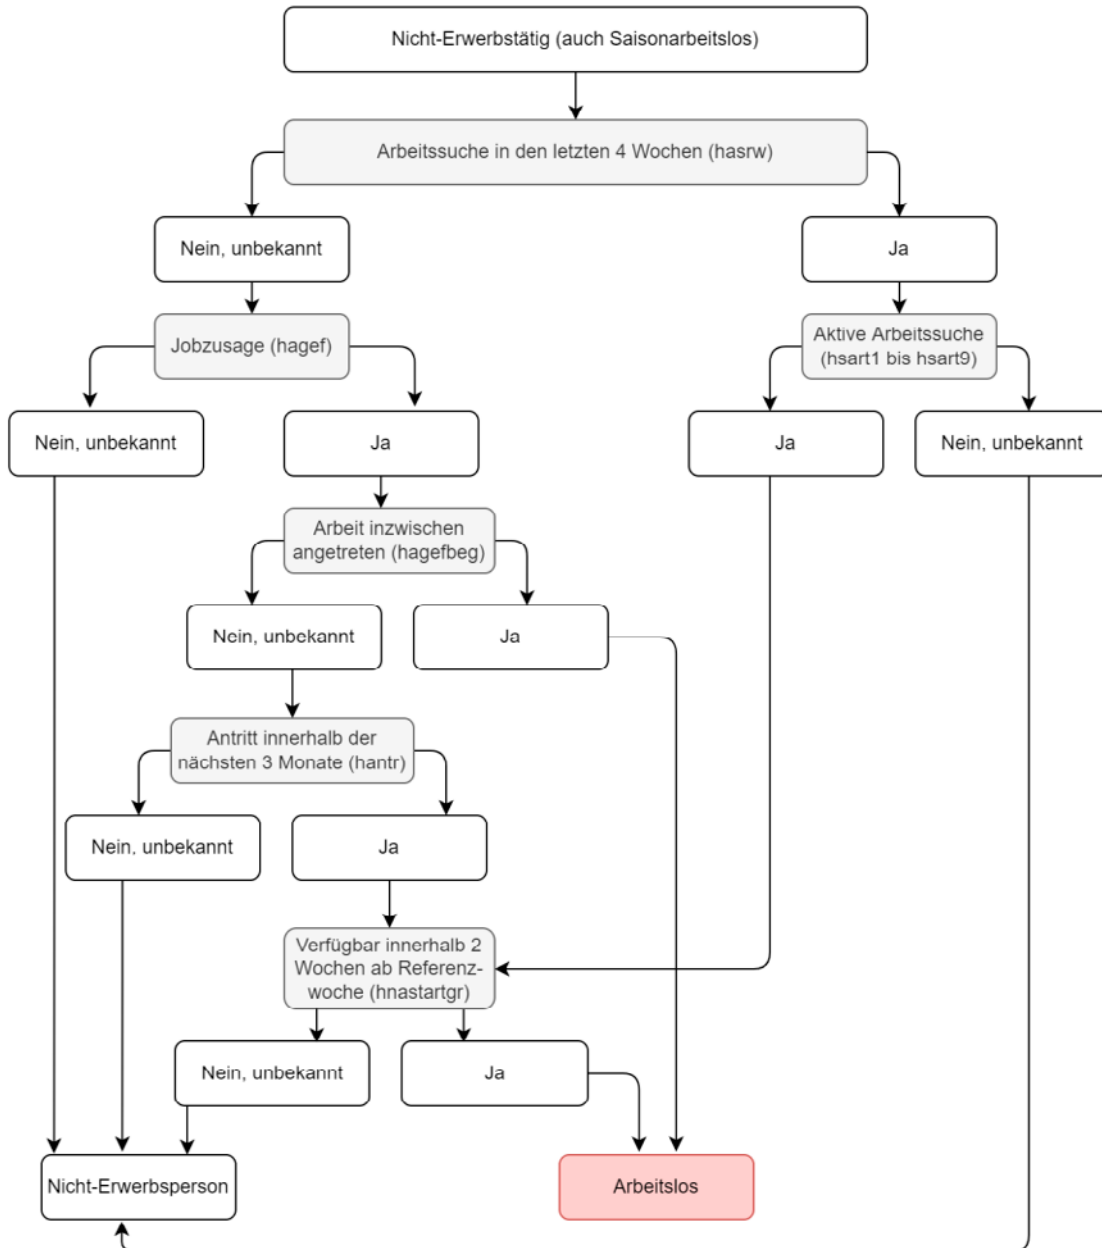 Nicht-Erwerbstätig (auch Saisonarbeitslos)
Arbeitssuche in den letzten 4 Wochen (hasrw)
Nein, unbekannt
Ja
Jobzusage (hagef)
Aktive Arbeitssuche
(hsart1 bis hsart9)
Nein, unbekannt
Ja
Ja
Nein, unbekannt
Arbeit inzwischen
angetreten (hagefbeg)
Nein, unbekannt
Ja
Antritt innerhalb der
nächsten 3 Monate (hantr)
Nein, unbekannt
Ja
Verfügbar innerhalb 2
Wochen ab Referenz-
woche (hnastartgr)
Nein, unbekannt
Ja
Nicht-Erwerbsperson
Arbeitslos